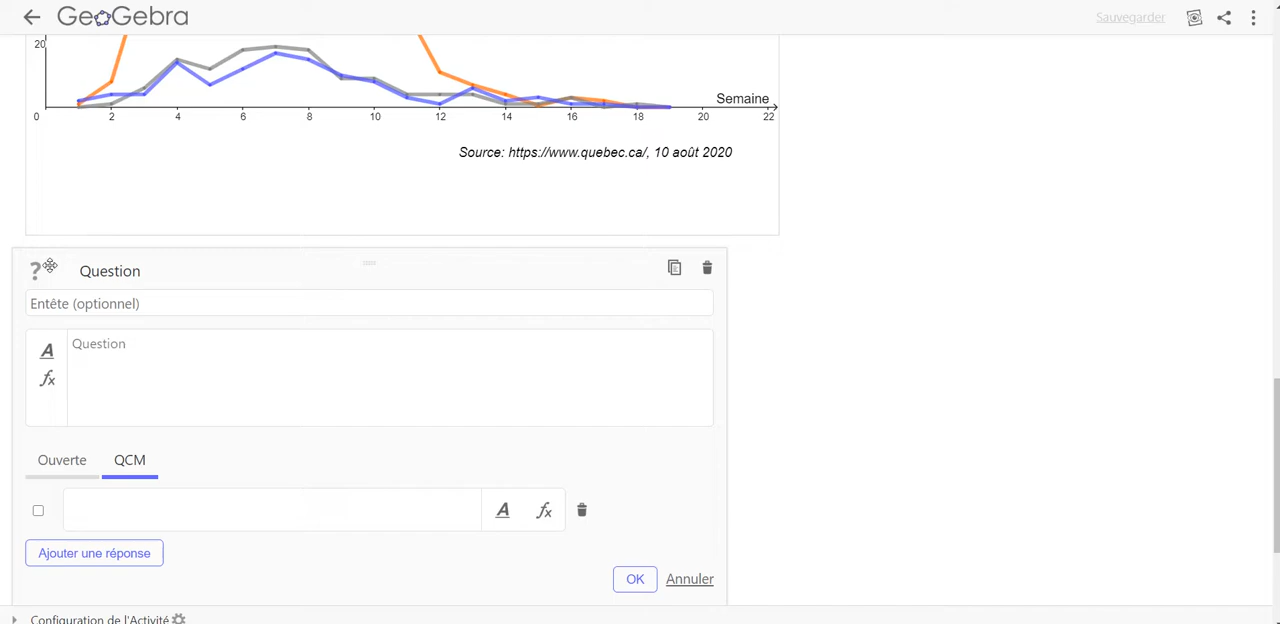 GeoGebra
Sauvegarder
20
Semaine
0 2 4 6 8 10 12 14 16 18 20 22
Source: https://www.quebec.ca/, 10 août 2020
? Question
Entête (optionnel)
A Question
fx
Ouverte QCM
A fx
Ajouter une réponse
OK Annuler
Configuration de l'Activité